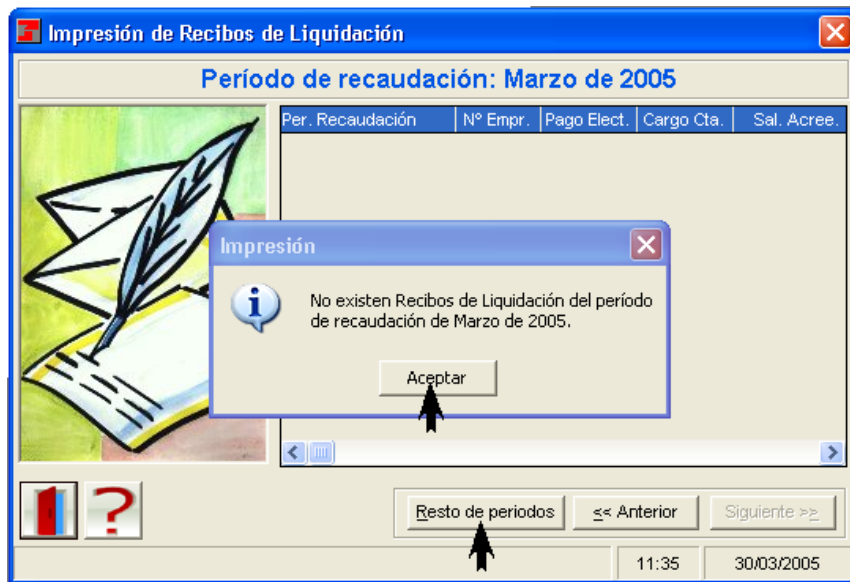 Impresión de Recibos de Liquidación
Período de recaudación: Marzo de 2005
Per. Recaudación Nº Empr. Pago Elect. Cargo Cta. Sal. Acree.
Impresión
No existen Recibos de Liquidación del período
de recaudación de Marzo de 2005.
Aceptar
Resto de periodos << Anterior Siguiente >>
11:35 30/03/2005